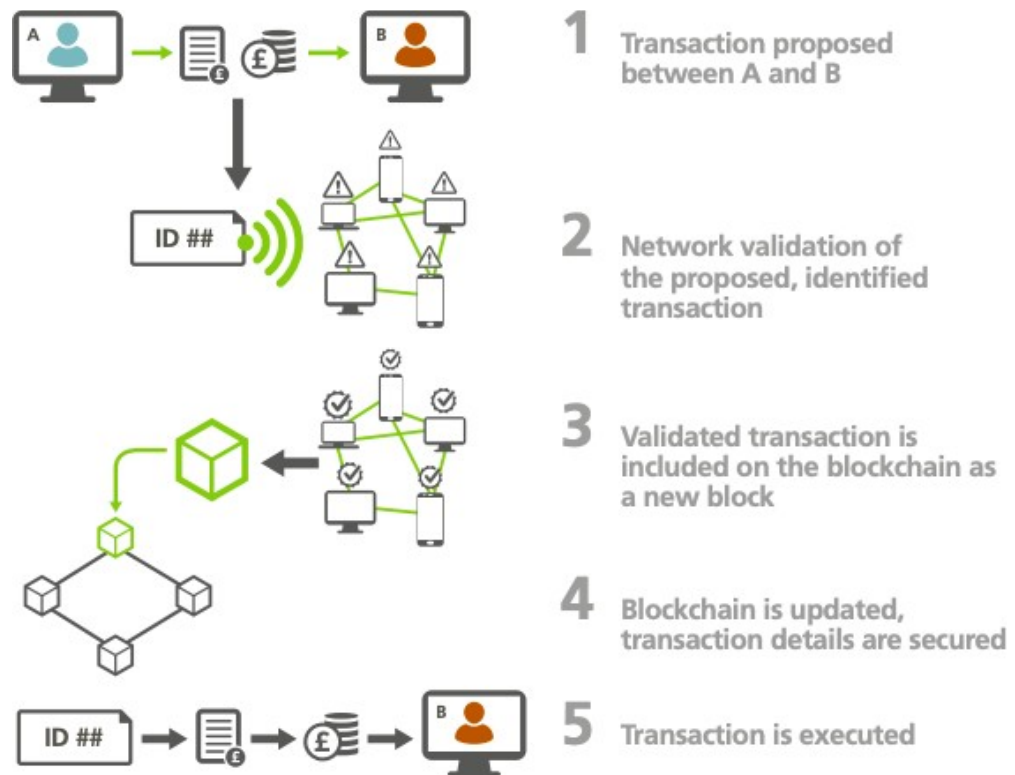 A
£
£
B
1
Transaction proposed
between A and B
ID ##
2
Network validation of
the proposed, identified
transaction
3
Validated transaction is
included on the blockchain as
a new block
4
Blockchain is updated,
transaction details are secured
ID ##
£
£
B
5
Transaction is executed